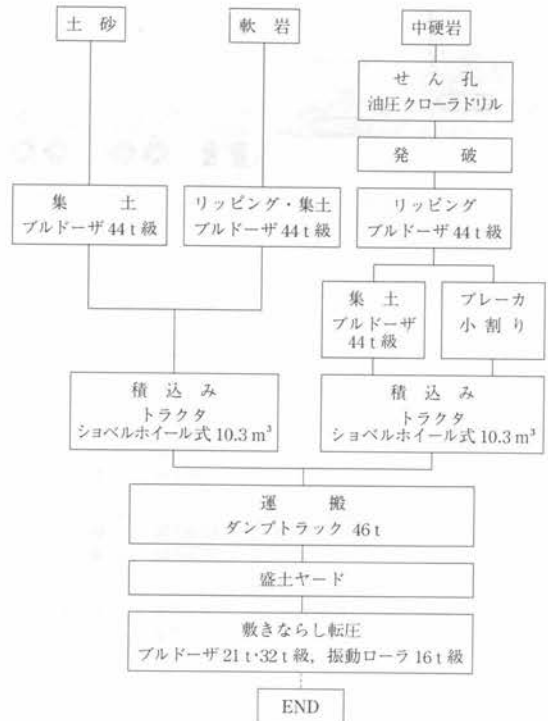 土砂
軟岩
中硬岩
せん孔
油圧クローラドリル
発破
集土
ブルドーザ 44 t 級
リッピング・集土
ブルドーザ 44 t 級
リッピング
ブルドーザ 44 t 級
集土
ブルドーザ
44 t 級
ブレーカ
小割り
積込み
トラクタ
ショベルホイール式 10.3 m³
積込み
トラクタ
ショベルホイール式 10.3 m³
運搬
ダンプトラック 46 t
盛土ヤード
敷きならし転圧
ブルドーザ 21 t・32 t 級，振動ローラ 16 t 級
END